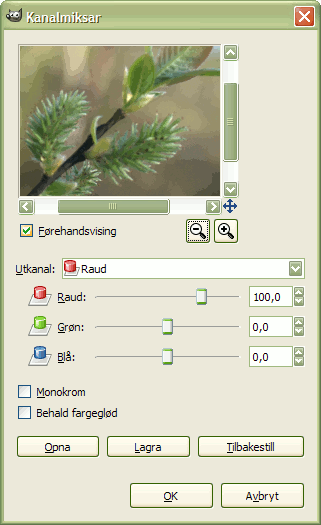 Kanalmiksar
Førehandsvising
Utkanal: Raud
Raud: 100,0
Grøn: 0,0
Blå: 0,0
Monokrom
Behald fargeglød
Opna Lagra Tilbakestill
OK Avbryt